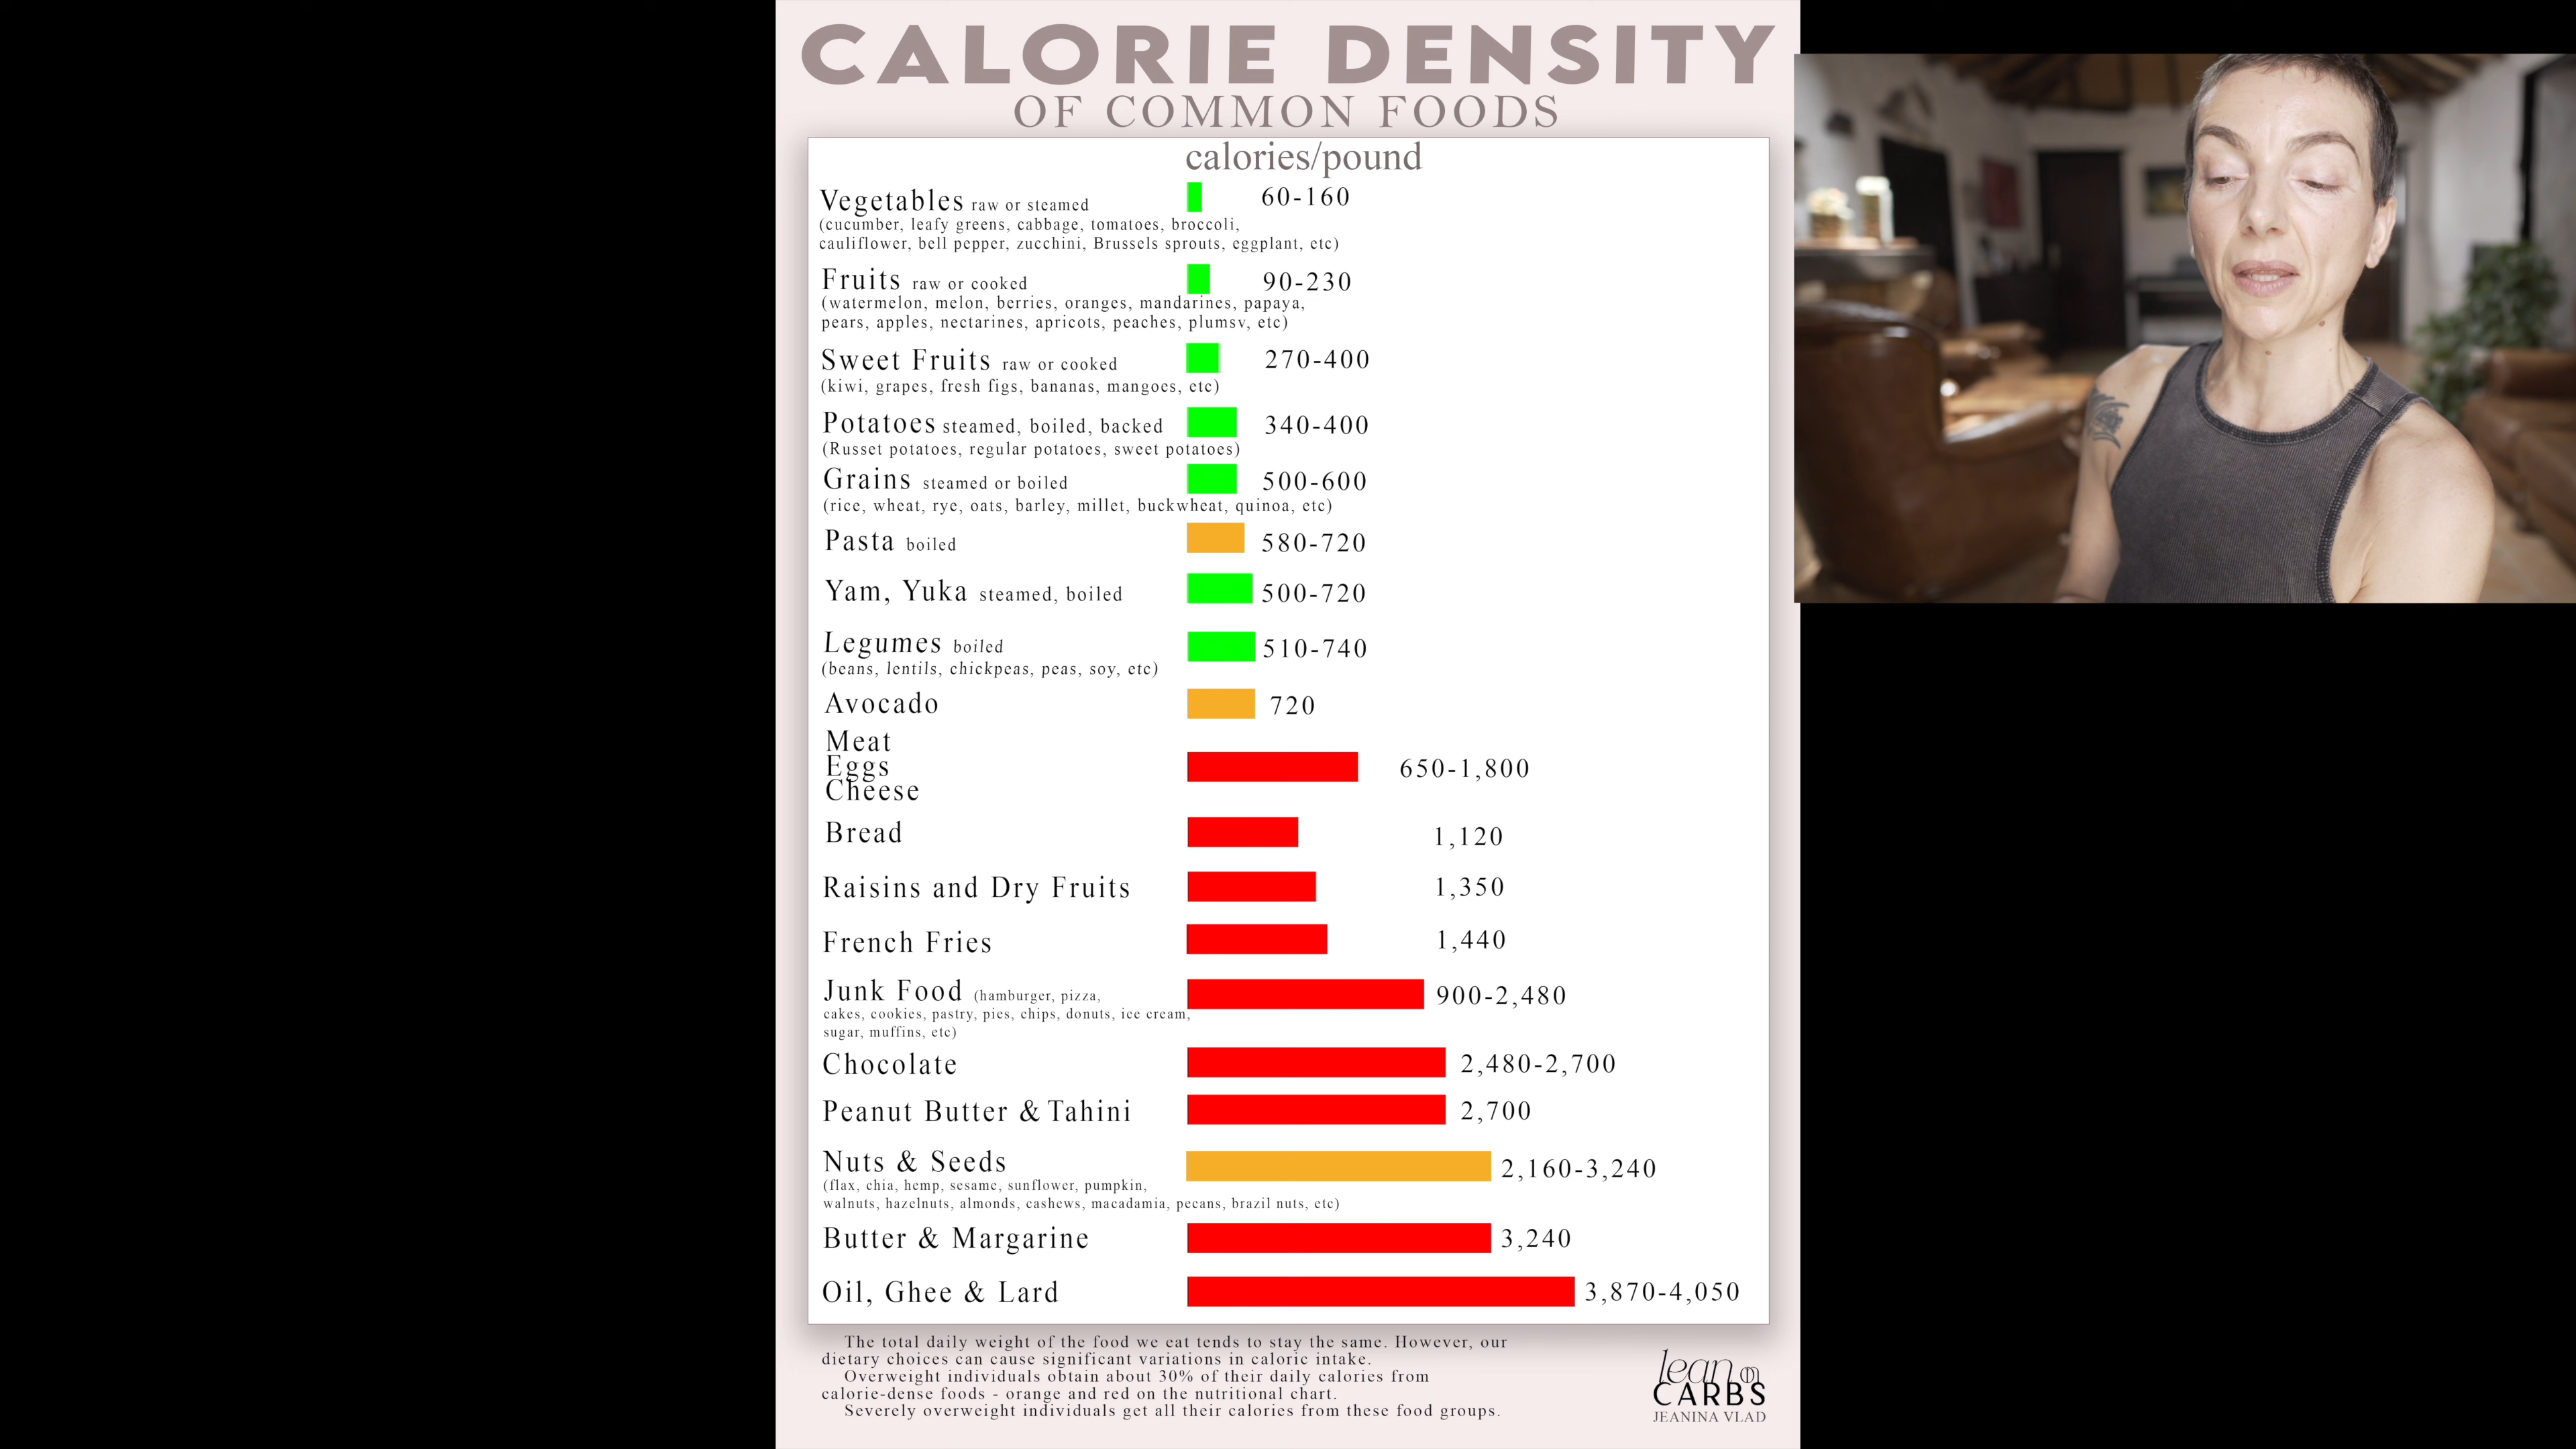 CALORIE DENSITY
OF COMMON FOODS
calories/pound
Vegetables raw or steamed 60-160
(cucumber, leafy greens, cabbage, tomatoes, broccoli,
cauliflower, bell pepper, zucchini, Brussels sprouts, eggplant, etc)
Fruits raw or cooked 90-230
(watermelon, melon, berries, oranges, mandarines, papaya,
pears, apples, nectarines, apricots, peaches, plumsv, etc)
Sweet Fruits raw or cooked 270-400
(kiwi, grapes, fresh figs, bananas, mangoes, etc)
Potatoes steamed, boiled, backed 340-400
(Russet potatoes, regular potatoes, sweet potatoes)
Grains steamed or boiled 500-600
(rice, wheat, rye, oats, barley, millet, buckwheat, quinoa, etc)
Pasta boiled 580-720
Yam, Yuka steamed, boiled 500-720
Legumes boiled 510-740
(beans, lentils, chickpeas, peas, soy, etc)
Avocado 720
Meat
Eggs 650-1,800
Cheese
Bread 1,120
Raisins and Dry Fruits 1,350
French Fries 1,440
Junk Food (hamburger, pizza, 900-2,480
cakes, cookies, pastry, pies, chips, donuts, ice cream,
sugar, muffins, etc)
Chocolate 2,480-2,700
Peanut Butter & Tahini 2,700
Nuts & Seeds 2,160-3,240
(flax, chia, hemp, sesame, sunflower, pumpkin,
walnuts, hazelnuts, almonds, cashews, macadamia, pecans, brazil nuts, etc)
Butter & Margarine 3,240
Oil, Ghee & Lard 3,870-4,050
The total daily weight of the food we eat tends to stay the same. However, our
dietary choices can cause significant variations in caloric intake.
Overweight individuals obtain about 30% of their daily calories from
calorie-dense foods - orange and red on the nutritional chart.
Severely overweight individuals get all their calories from these food groups.
lean on
CARBS
JEANINA VLAD